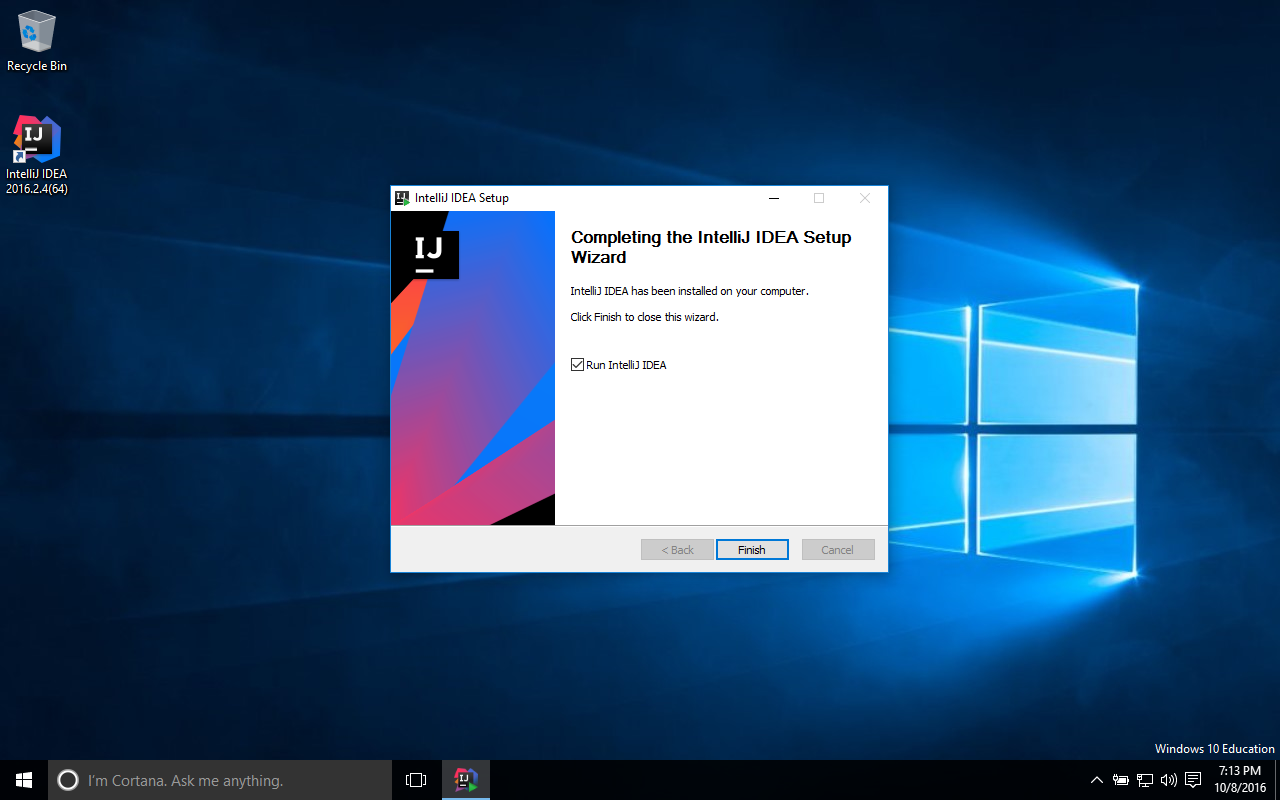 Recycle Bin
IJ
IntelliJ IDEA
2016.2.4(64)
IJ
IntelliJ IDEA Setup
IJ
Completing the IntelliJ IDEA Setup
Wizard
IntelliJ IDEA has been installed on your computer.
Click Finish to close this wizard.
Run IntelliJ IDEA
< Back
Finish
Cancel
Windows 10 Education
I'm Cortana. Ask me anything.
IJ
7:13 PM
10/8/2016